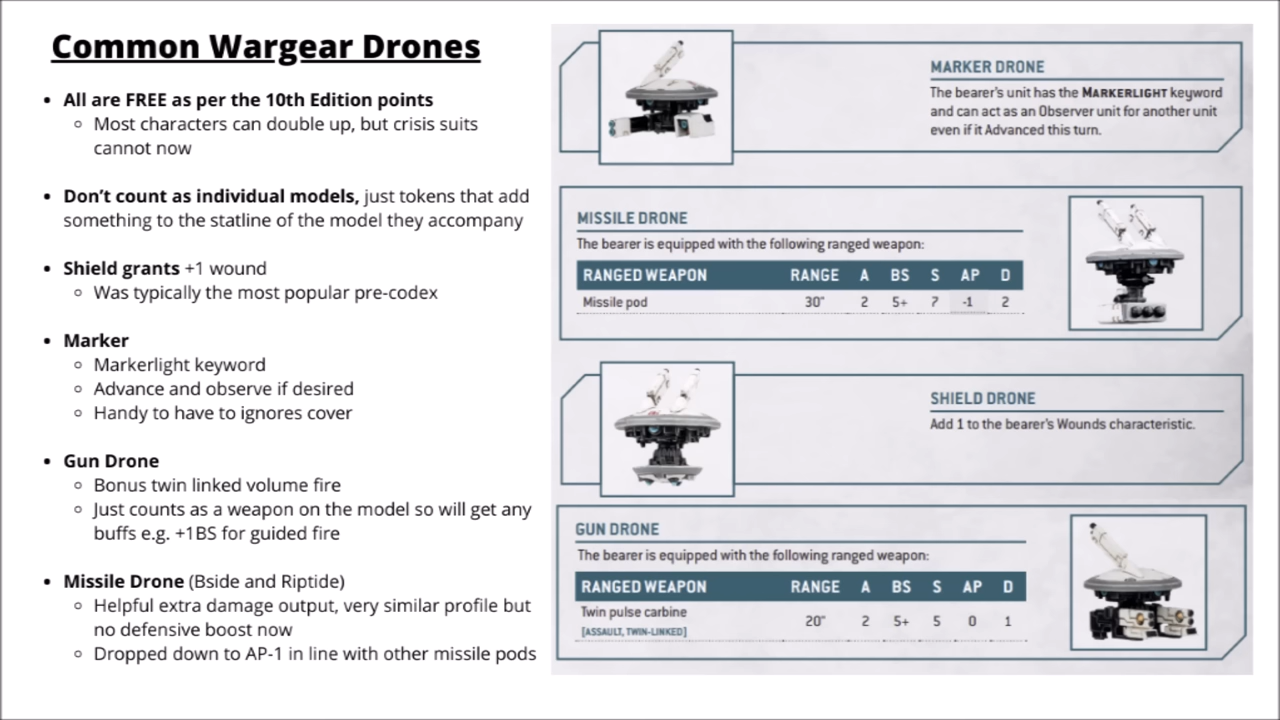 Common Wargear Drones
• All are FREE as per the 10th Edition points
◦ Most characters can double up, but crisis suits
cannot now
• Don’t count as individual models, just tokens that add
something to the statline of the model they accompany
• Shield grants +1 wound
◦ Was typically the most popular pre-codex
• Marker
◦ Markerlight keyword
◦ Advance and observe if desired
◦ Handy to have to ignores cover
• Gun Drone
◦ Bonus twin linked volume fire
◦ Just counts as a weapon on the model so will get any
buffs e.g. +1BS for guided fire
• Missile Drone (Bside and Riptide)
◦ Helpful extra damage output, very similar profile but
no defensive boost now
◦ Dropped down to AP-1 in line with other missile pods
MARKER DRONE
The bearer's unit has the MARKERLIGHT keyword
and can act as an Observer unit for another unit
even if it Advanced this turn.
MISSILE DRONE
The bearer is equipped with the following ranged weapon:
RANGED WEAPON RANGE A BS S AP D
Missile pod 30" 2 5+ 7 -1 2
SHIELD DRONE
Add 1 to the bearer's Wounds characteristic.
GUN DRONE
The bearer is equipped with the following ranged weapon:
RANGED WEAPON RANGE A BS S AP D
Twin pulse carbine
[ASSAULT, TWIN-LINKED] 20" 2 5+ 5 0 1